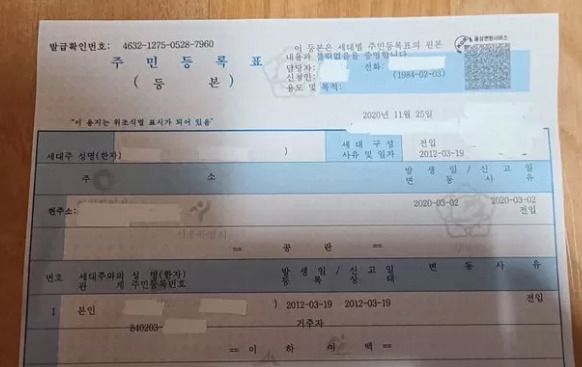 발급확인번호: 4632-1275-0528-7960
주 민 등 록 표
( 등 본 )
이 등본은 세대별 주민등록표의 원본
내용과 틀림없음을 증명합니다.
담당자: 전화:
신청인: (1984-02-03)
용도 및 목적:
2020년 11월 25일
"이 용지는 위조식별 표시가 되어 있음"
세대주 성명(한자) )
세 대 구 성
사유 및 일자
전입
2012-03-19
주 소
발 생 일 / 신 고 일
변 동 사 유
현주소:
2020-03-02 2020-03-02
전입
== 공 란 ==
번호
세대주와의 성 명(한자)
관 계 주민등록번호
발 생 일 / 신 고 일
등 록 상 태
변 동 사 유
1 본인 ) 2012-03-19 2012-03-19 전입
840203- 거주자
== 이 하 여 백 ==